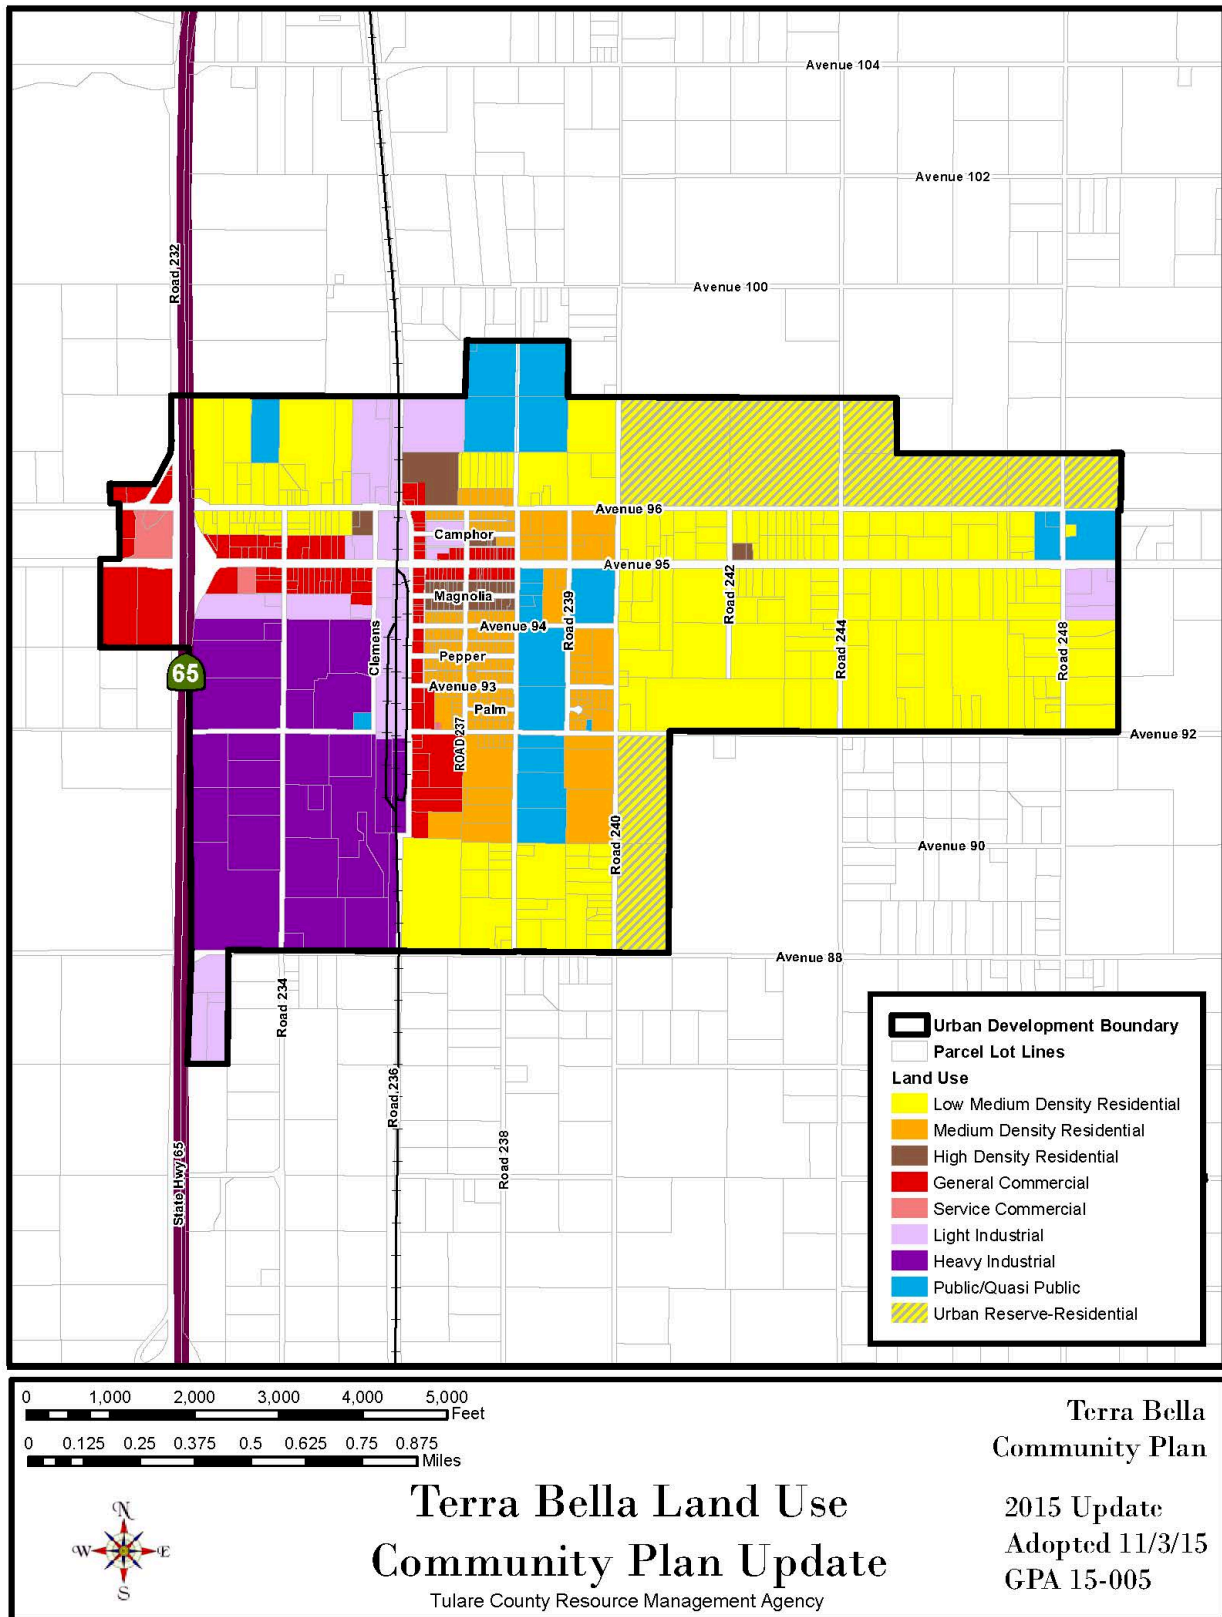 Avenue 104
Avenue 102
Road 232
Avenue 100
Avenue 96
Camphor
Avenue 95
Magnolia
Road 239
Road 242
Avenue 94
Clemens
Road 244
Road 248
Pepper
65
Avenue 93
Palm
ROAD 237
Avenue 92
Road 240
Avenue 90
Avenue 88
Road 234
Road 236
Road 238
State Hwy 65
Urban Development Boundary
Parcel Lot Lines
Land Use
Low Medium Density Residential
Medium Density Residential
High Density Residential
General Commercial
Service Commercial
Light Industrial
Heavy Industrial
Public/Quasi Public
Urban Reserve-Residential
0 1,000 2,000 3,000 4,000 5,000
Feet
0 0.125 0.25 0.375 0.5 0.625 0.75 0.875
Miles
N
W E
S
Terra Bella Land Use
Community Plan Update
Tulare County Resource Management Agency
Terra Bella
Community Plan
2015 Update
Adopted 11/3/15
GPA 15-005